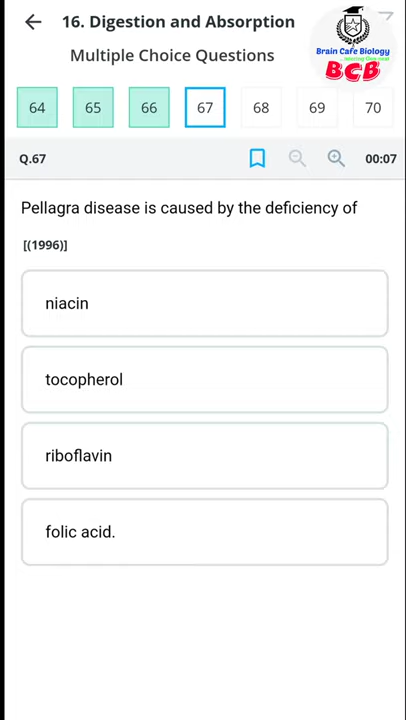 ← 16. Digestion and Absorption
Multiple Choice Questions
Brain Cafe Biology
BCB
64 65 66 67 68 69 70
Q.67 00:07
Pellagra disease is caused by the deficiency of
[(1996)]
niacin
tocopherol
riboflavin
folic acid.